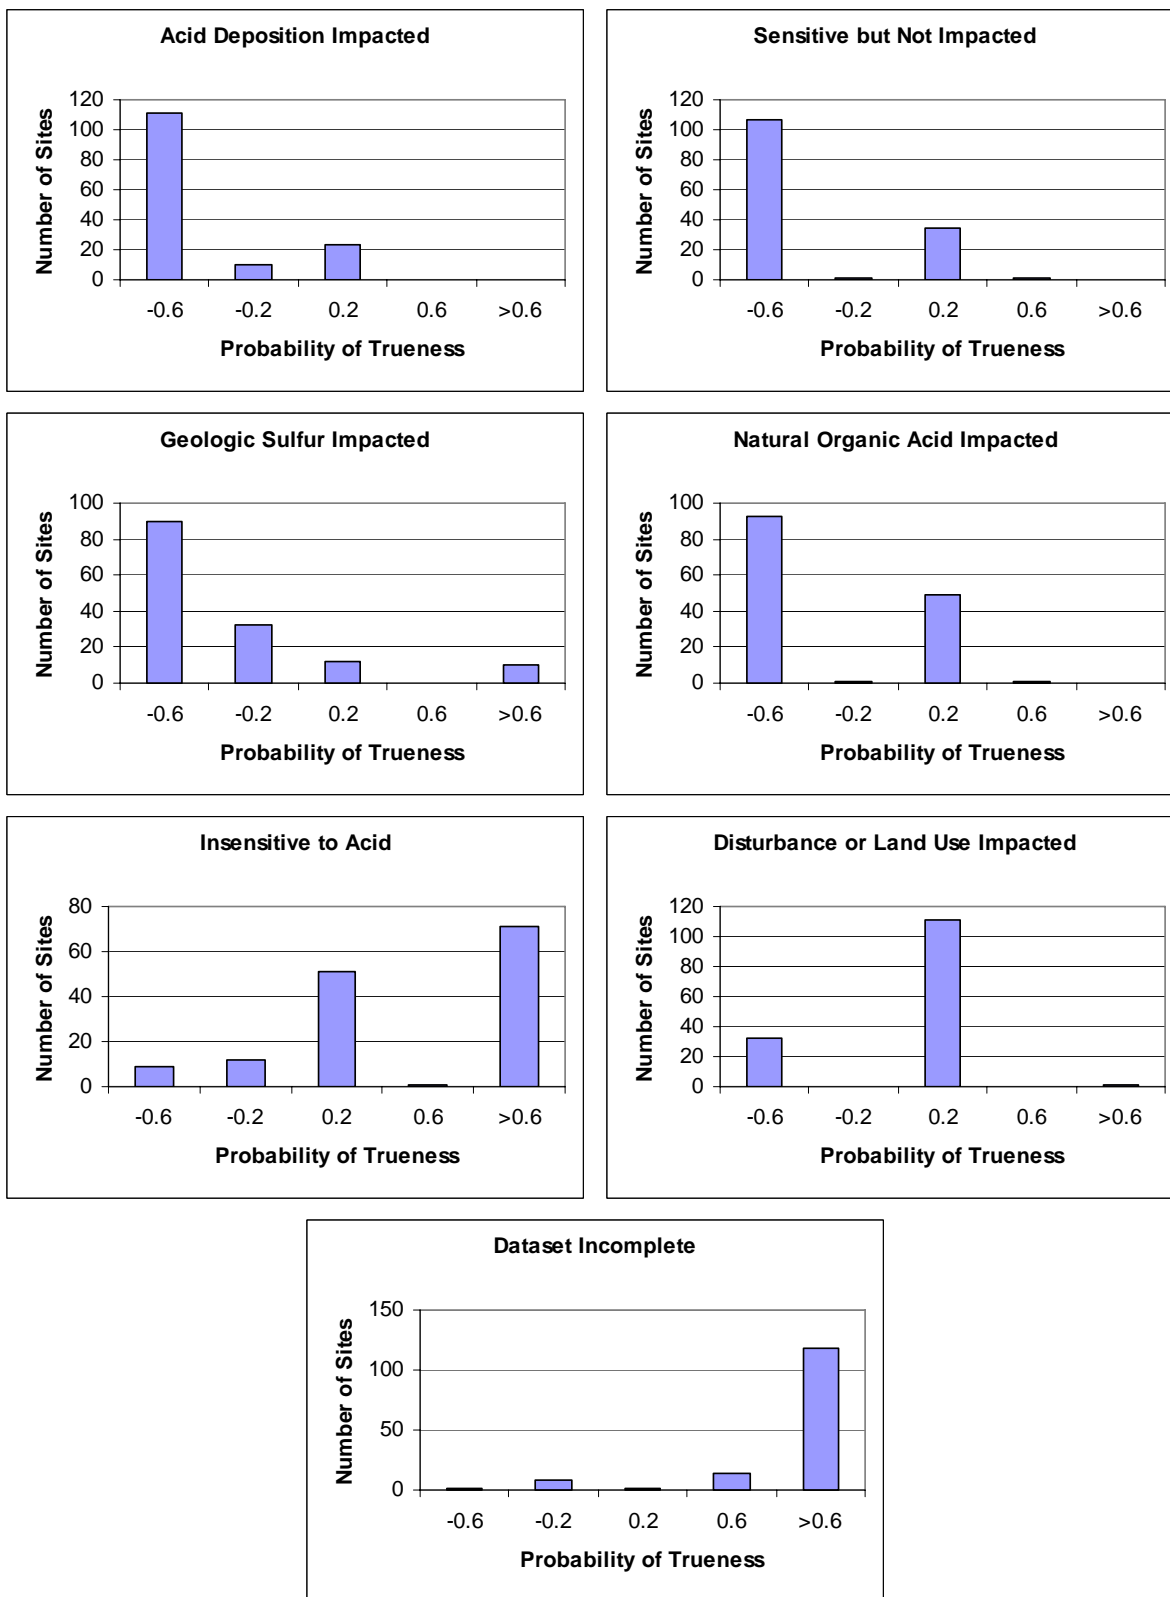 Acid Deposition Impacted
120
100
80
60
40
20
0
Number of Sites
-0.6 -0.2 0.2 0.6 >0.6
Probability of Trueness
Sensitive but Not Impacted
120
100
80
60
40
20
0
Number of Sites
-0.6 -0.2 0.2 0.6 >0.6
Probability of Trueness
Geologic Sulfur Impacted
100
80
60
40
20
0
Number of Sites
-0.6 -0.2 0.2 0.6 >0.6
Probability of Trueness
Natural Organic Acid Impacted
100
80
60
40
20
0
Number of Sites
-0.6 -0.2 0.2 0.6 >0.6
Probability of Trueness
Insensitive to Acid
80
60
40
20
0
Number of Sites
-0.6 -0.2 0.2 0.6 >0.6
Probability of Trueness
Disturbance or Land Use Impacted
120
100
80
60
40
20
0
Number of Sites
-0.6 -0.2 0.2 0.6 >0.6
Probability of Trueness
Dataset Incomplete
150
100
50
0
Number of Sites
-0.6 -0.2 0.2 0.6 >0.6
Probability of Trueness